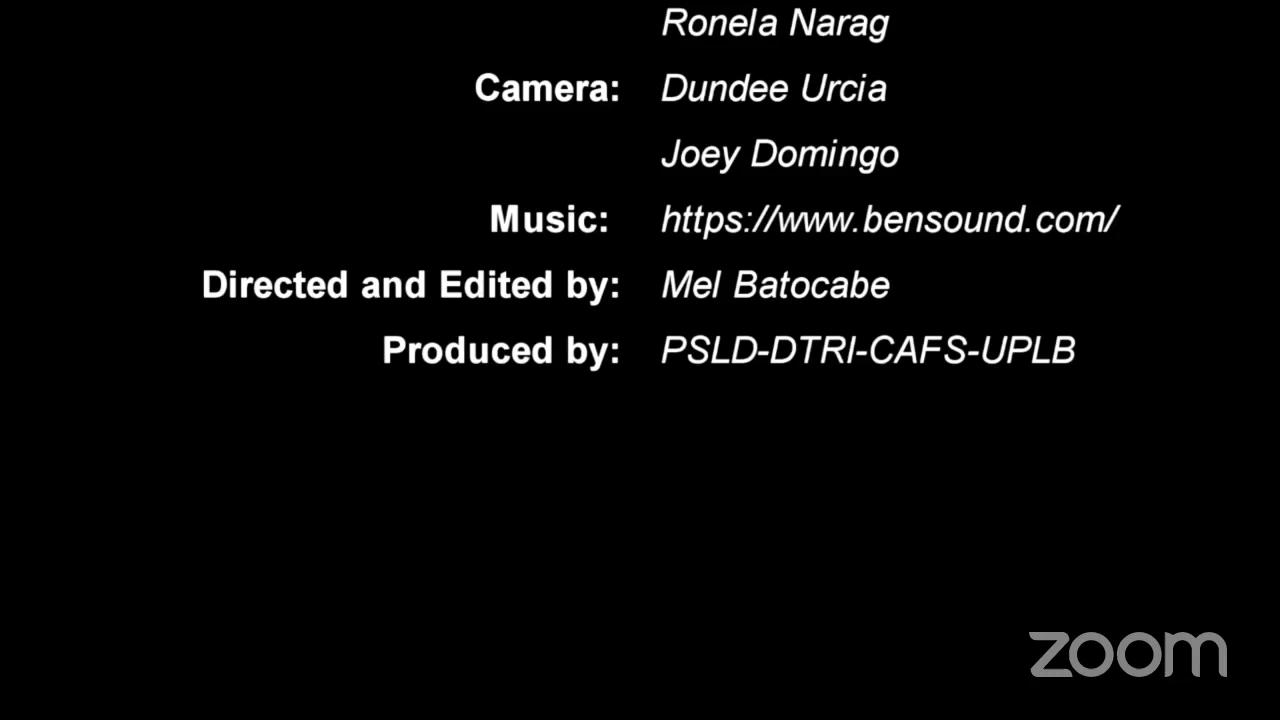 Ronela Narag
Camera: Dundee Urcia
Joey Domingo
Music: https://www.bensound.com/
Directed and Edited by: Mel Batocabe
Produced by: PSLD-DTRI-CAFS-UPLB
zoom